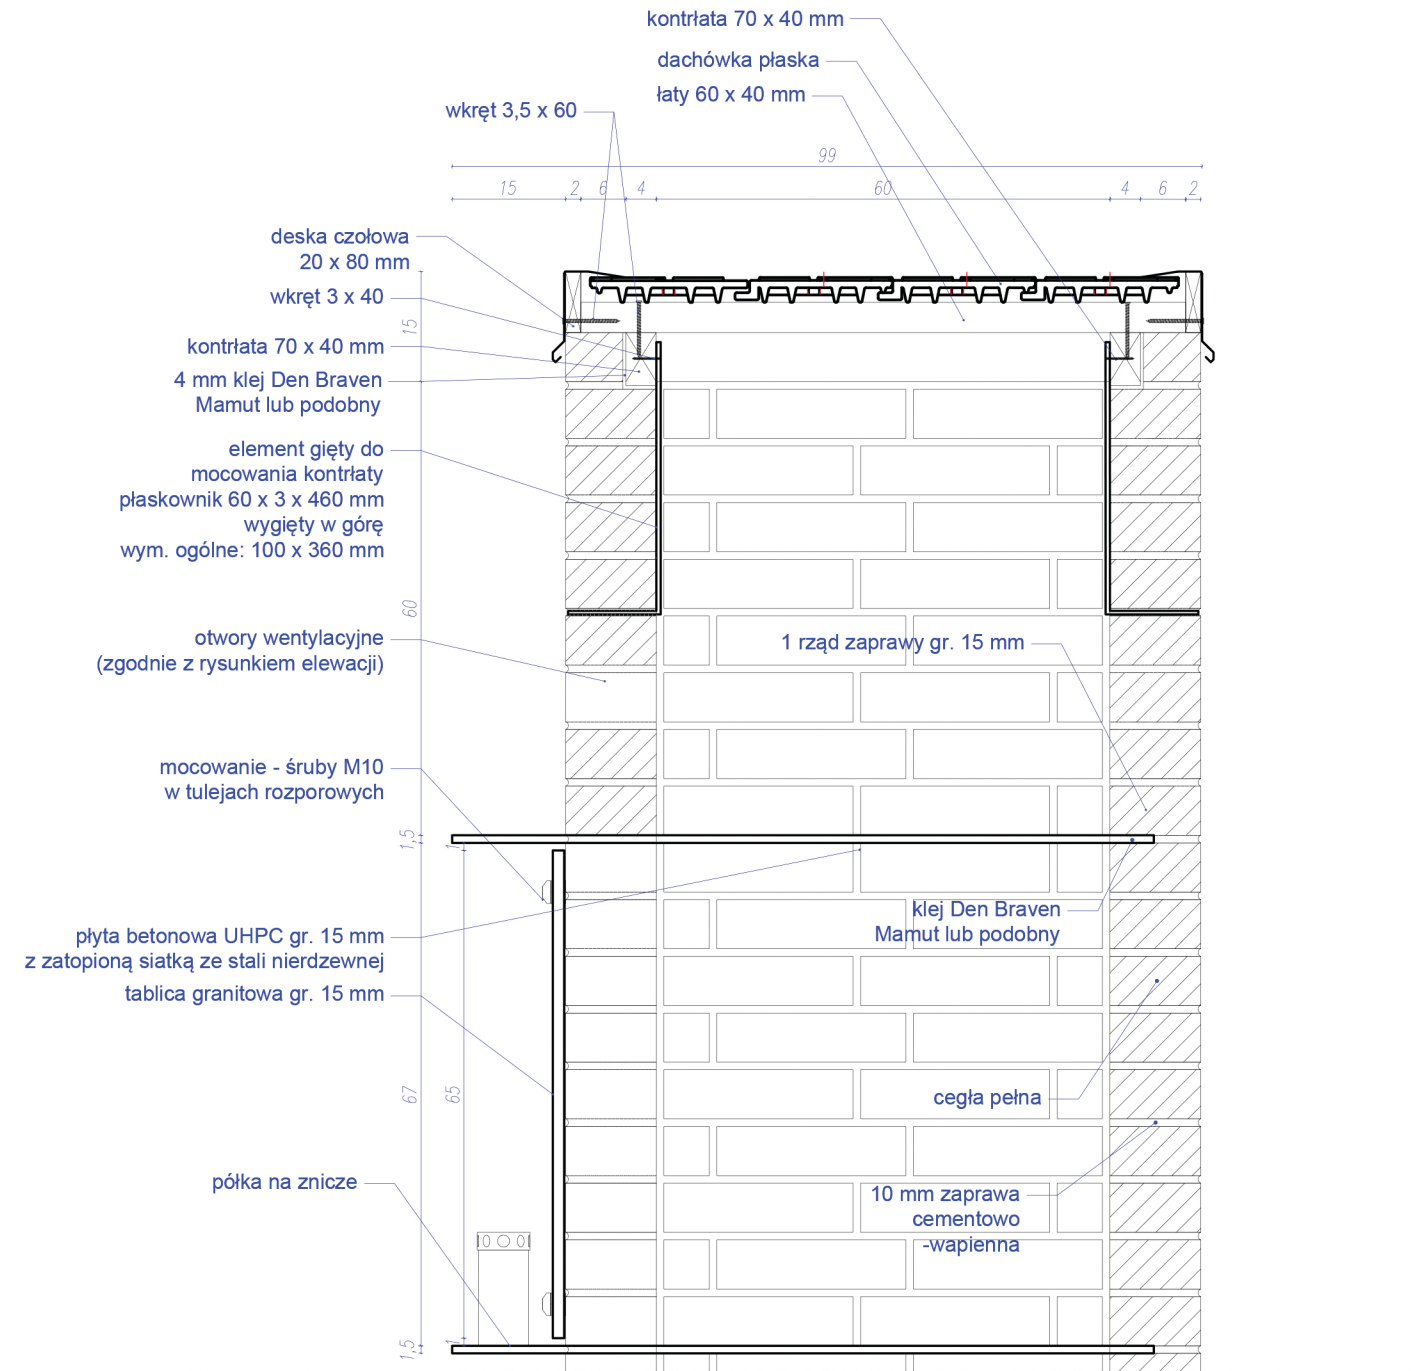 kontrłata 70 x 40 mm
dachówka płaska
łaty 60 x 40 mm
wkręt 3,5 x 60
99
15
2
6
4
60
4
6
2
deska czołowa
20 x 80 mm
wkręt 3 x 40
15
kontrłata 70 x 40 mm
4 mm klej Den Braven
Mamut lub podobny
element gięty do
mocowania kontrłaty
płaskownik 60 x 3 x 460 mm
wygięty w górę
wym. ogólne: 100 x 360 mm
60
otwory wentylacyjne
(zgodnie z rysunkiem elewacji)
1 rząd zaprawy gr. 15 mm
mocowanie - śruby M10
w tulejach rozporowych
1,5
1
klej Den Braven
Mamut lub podobny
płyta betonowa UHPC gr. 15 mm
z zatopioną siatką ze stali nierdzewnej
tablica granitowa gr. 15 mm
67
65
cegła pełna
półka na znicze
10 mm zaprawa
cementowo
-wapienna
1,5
1